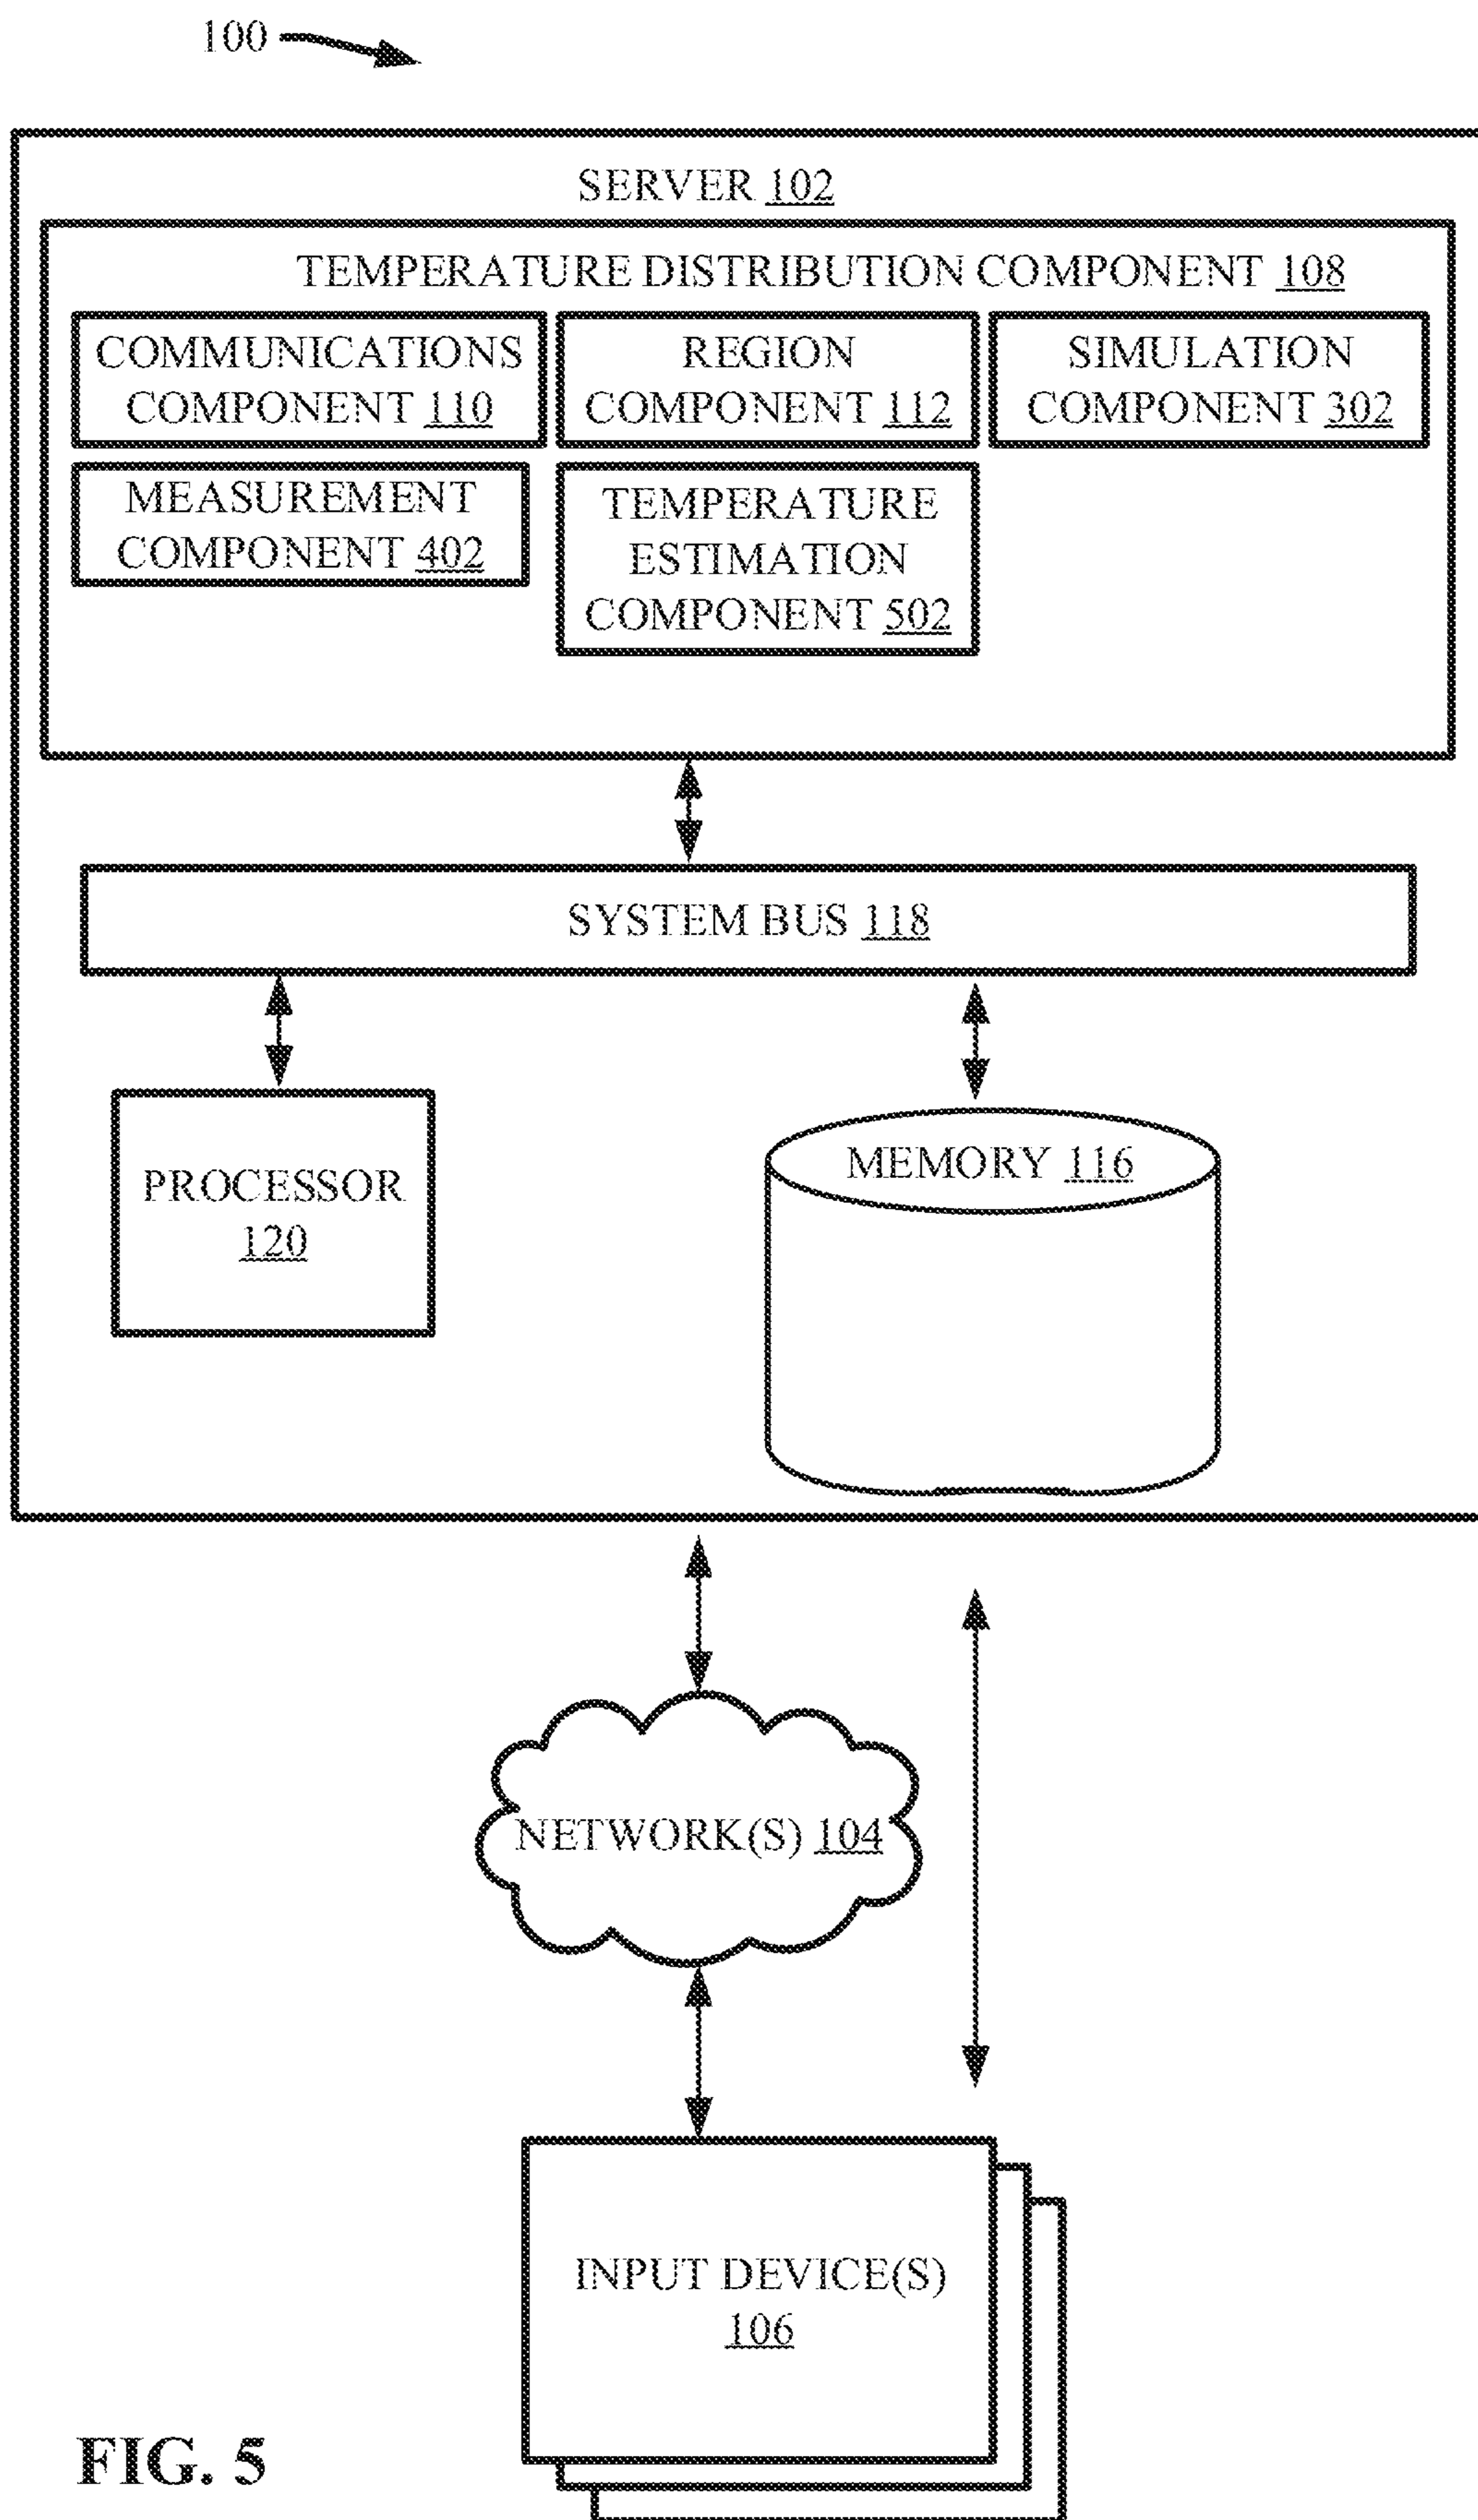 100
SERVER 102
TEMPERATURE DISTRIBUTION COMPONENT 108
COMMUNICATIONS
COMPONENT 110
REGION
COMPONENT 112
SIMULATION
COMPONENT 302
MEASUREMENT
COMPONENT 402
TEMPERATURE
ESTIMATION
COMPONENT 502
SYSTEM BUS 118
PROCESSOR
120
MEMORY 116
NETWORK(S) 104
INPUT DEVICE(S)
106
FIG. 5